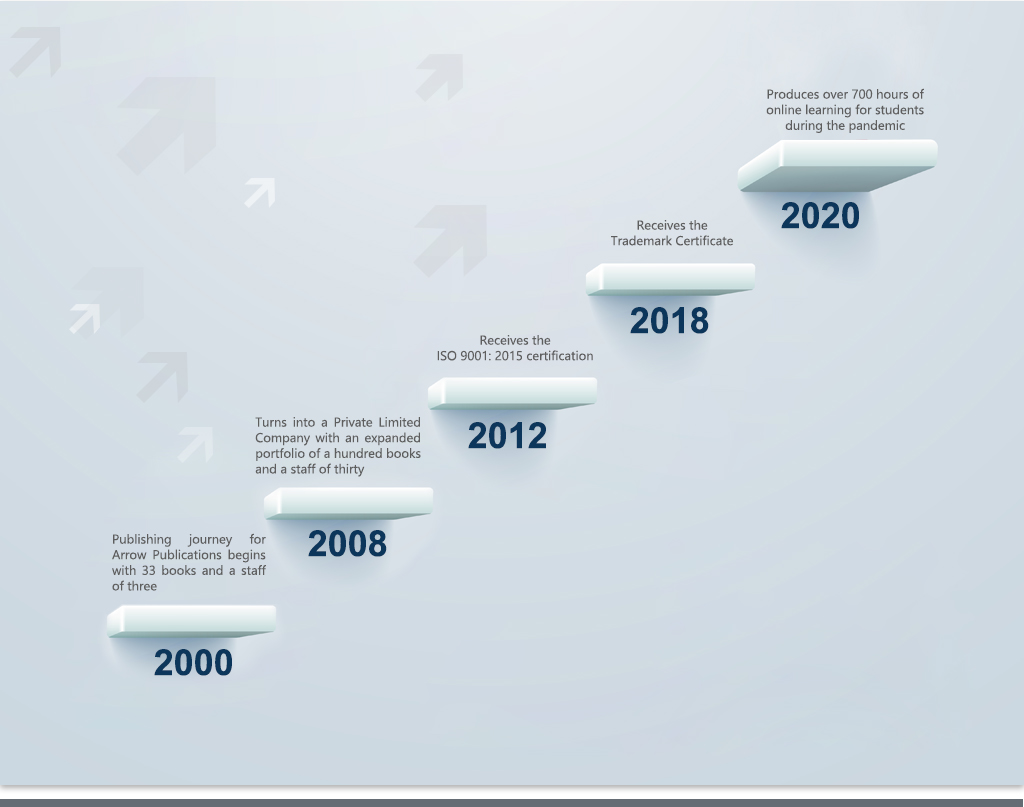 Produces over 700 hours of
online learning for students
during the pandemic
2020
Receives the
Trademark Certificate
2018
Receives the
ISO 9001: 2015 certification
2012
Turns into a Private Limited
Company with an expanded
portfolio of a hundred books
and a staff of thirty
2008
Publishing journey for
Arrow Publications begins
with 33 books and a staff
of three
2000